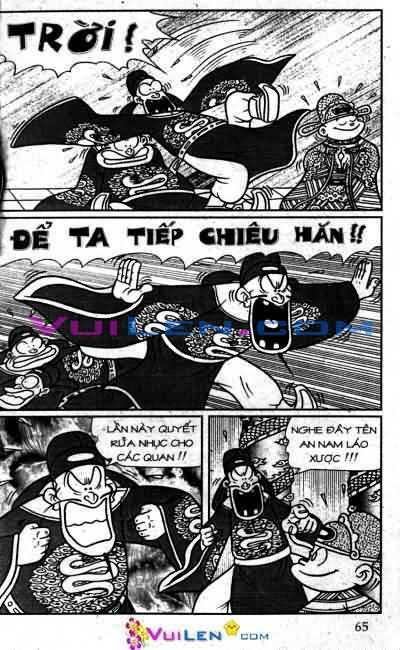 TRỜI!
ĐỂ TA TIẾP CHIÊU HẮN!!
VUILEN.COM
-LẦN NÀY QUYẾT
RỬA NHỤC CHO
CÁC QUAN!!!
NGHE ĐÂY TÊN
AN NAM LÁO
XƯỢC!!!
65
VUILEN COM